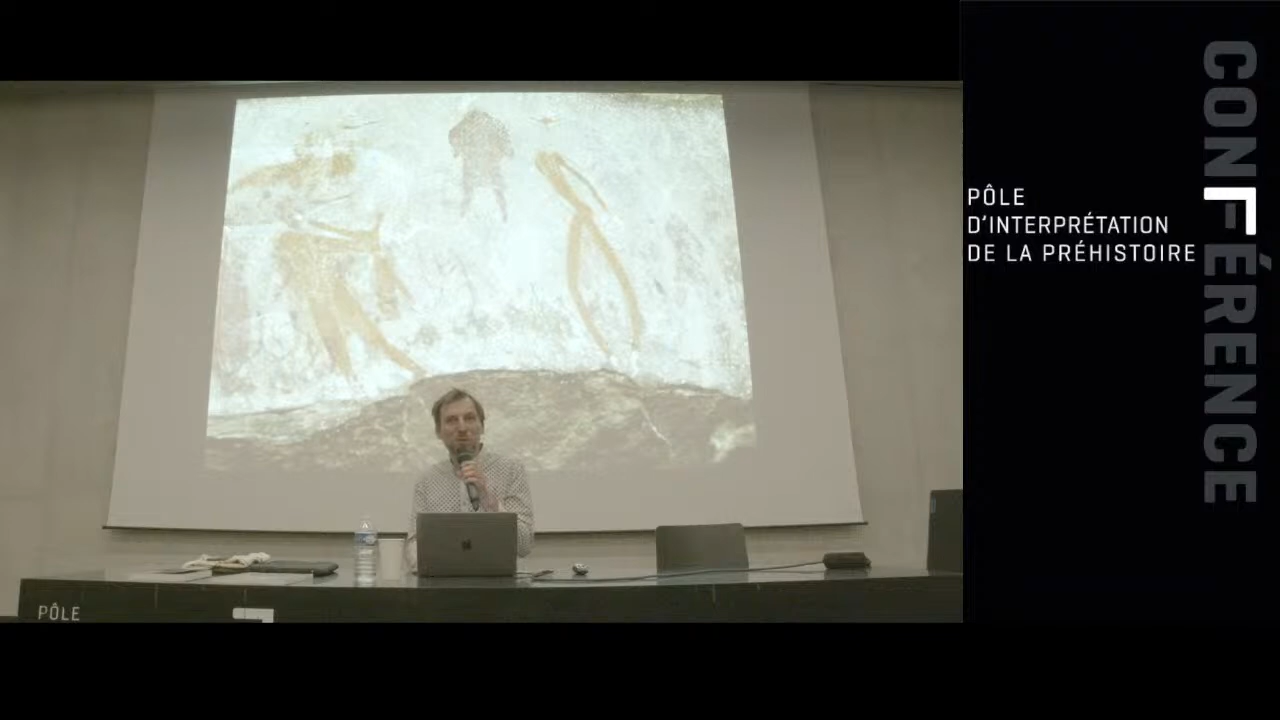 PÔLE
D'INTERPRÉTATION
DE LA PRÉHISTOIRE
CONFÉRENCE
PÔLE